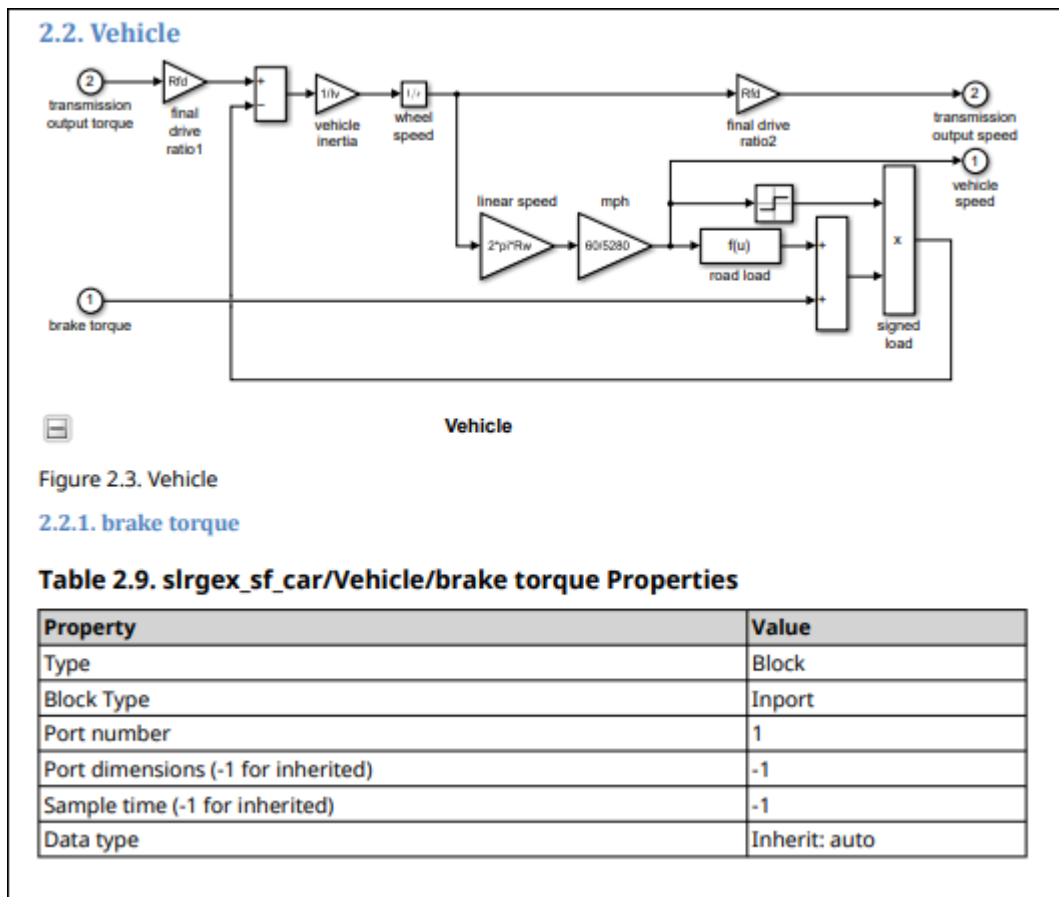 2.2. Vehicle
2
transmission
output torque
Rfd
final
drive
ratio1
+
−
1/Iv
vehicle
inertia
wheel
speed
Rfd
final drive
ratio2
2
transmission
output speed
1
vehicle
speed
linear speed
2*pi*Rw
mph
60/5280
f(u)
road load
+
+
x
signed
load
1
brake torque
Vehicle
Figure 2.3. Vehicle
2.2.1. brake torque
Table 2.9. slrgex_sf_car/Vehicle/brake torque Properties
Property Value
Type Block
Block Type Inport
Port number 1
Port dimensions (-1 for inherited) -1
Sample time (-1 for inherited) -1
Data type Inherit: auto